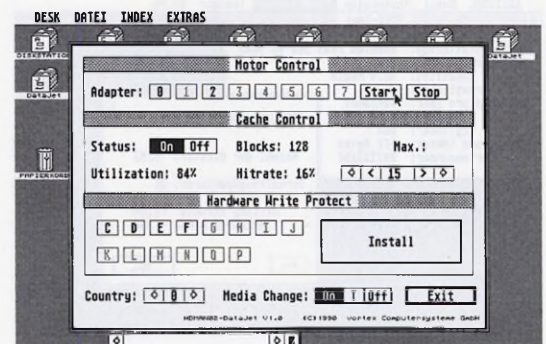 DESK DATEI INDEX EXTRAS
DISKSTATION
DataJet
DataJet
PAPIERKORB
Motor Control
Adapter: 0 1 2 3 4 5 6 7 Start Stop
Cache Control
Status: On Off Blocks: 128 Max.:
Utilization: 84% Hitrate: 16% < 15 >
Hardware Write Protect
C D E F G H I J
K L M N O P
Install
Country: 0 Media Change: On T Off Exit
DataJet V1.0 (C)1990 vortex Computersysteme GmbH